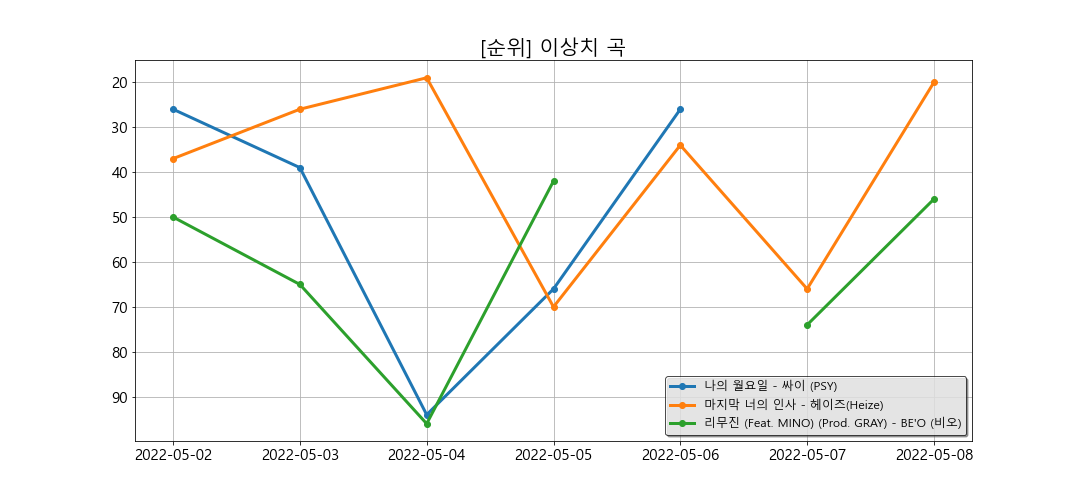 [순위] 이상치 곡
20
30
40
50
60
70
80
90
나의 월요일 - 싸이 (PSY)
마지막 너의 인사 - 헤이즈(Heize)
리무진 (Feat. MINO) (Prod. GRAY) - BE'O (비오)
2022-05-02 2022-05-03 2022-05-04 2022-05-05 2022-05-06 2022-05-07 2022-05-08